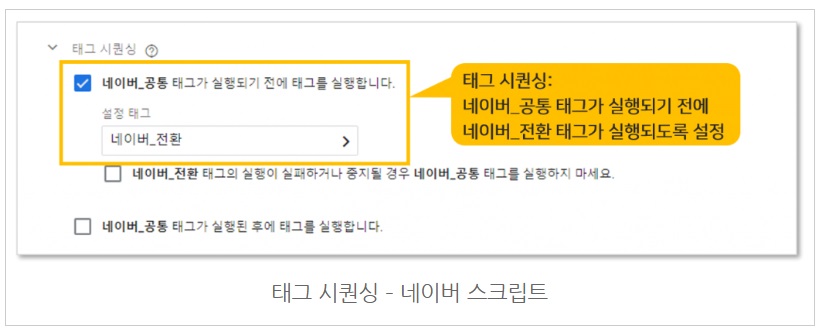 태그 시퀀싱 ?
네이버_공통 태그가 실행되기 전에 태그를 실행합니다.
설정 태그
네이버_전환
네이버_전환 태그의 실행이 실패하거나 중지될 경우 네이버_공통 태그를 실행하지 마세요.
네이버_공통 태그가 실행된 후에 태그를 실행합니다.
태그 시퀀싱:
네이버_공통 태그가 실행되기 전에
네이버_전환 태그가 실행되도록 설정
태그 시퀀싱 - 네이버 스크립트